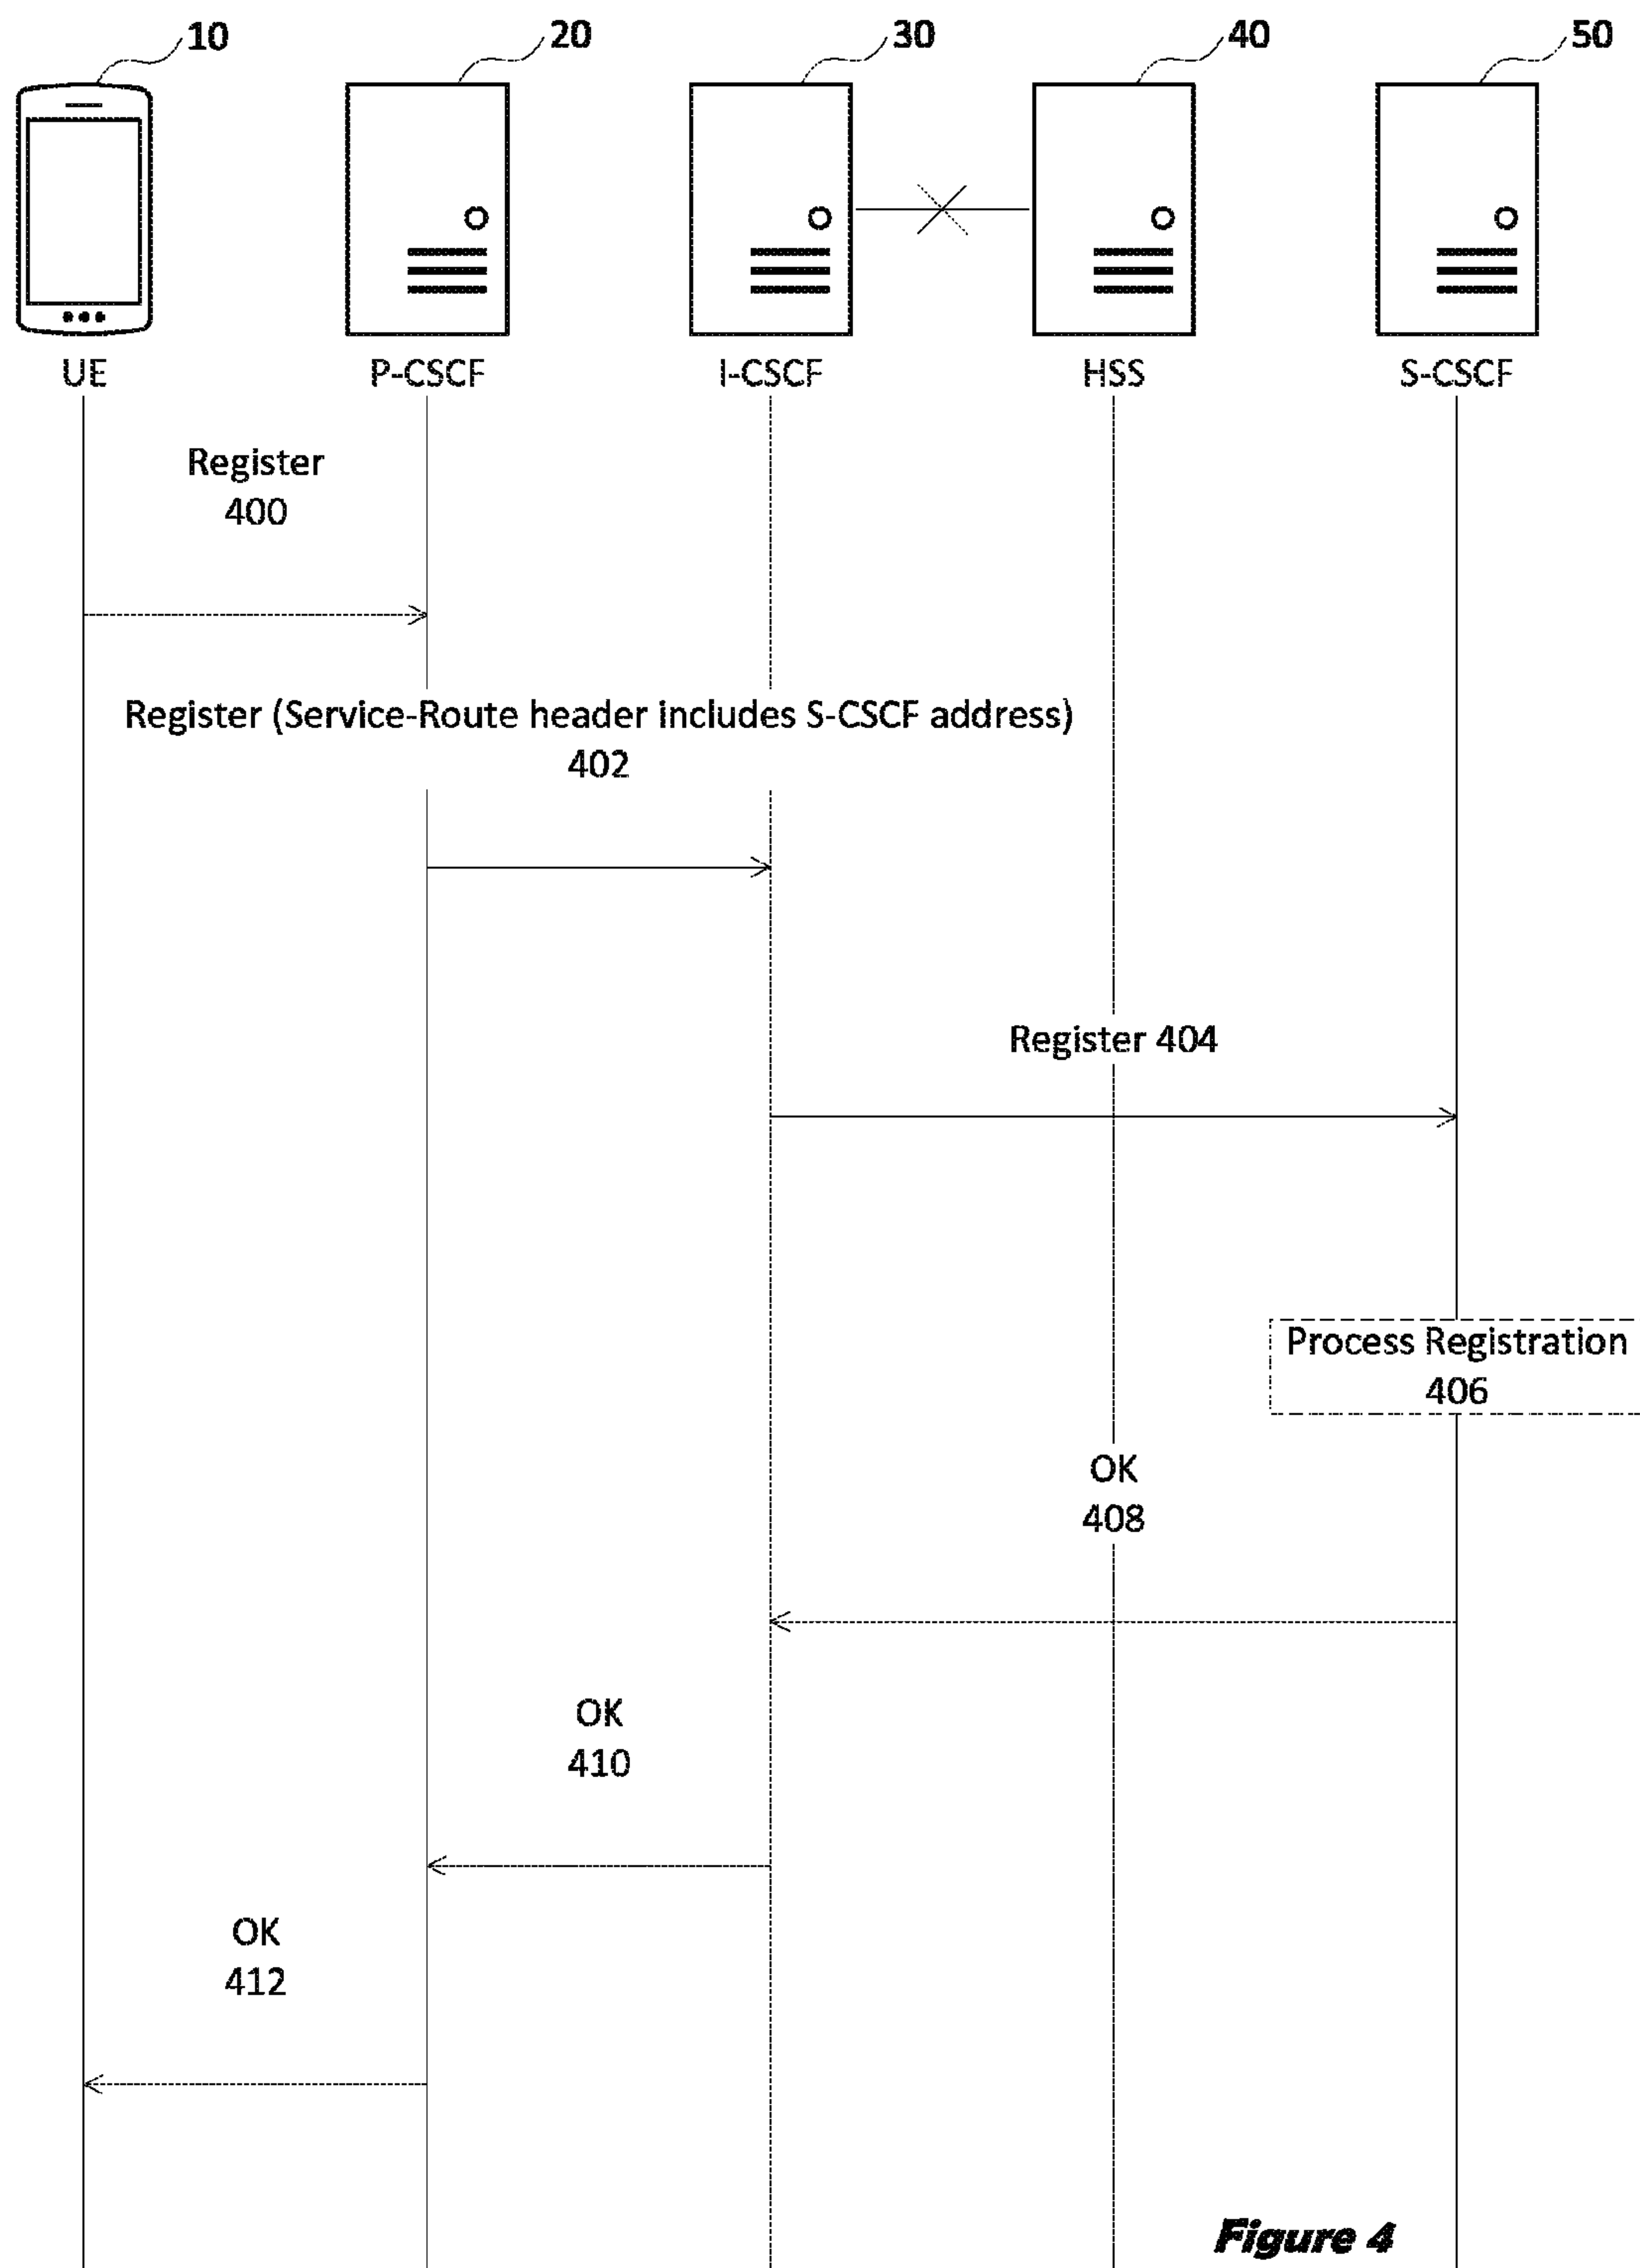 10
20
30
40
50
UE
P-CSCF
I-CSCF
HSS
S-CSCF
Register
400
Register (Service-Route header includes S-CSCF address)
402
Register 404
Process Registration
406
OK
408
OK
410
OK
412
Figure 4